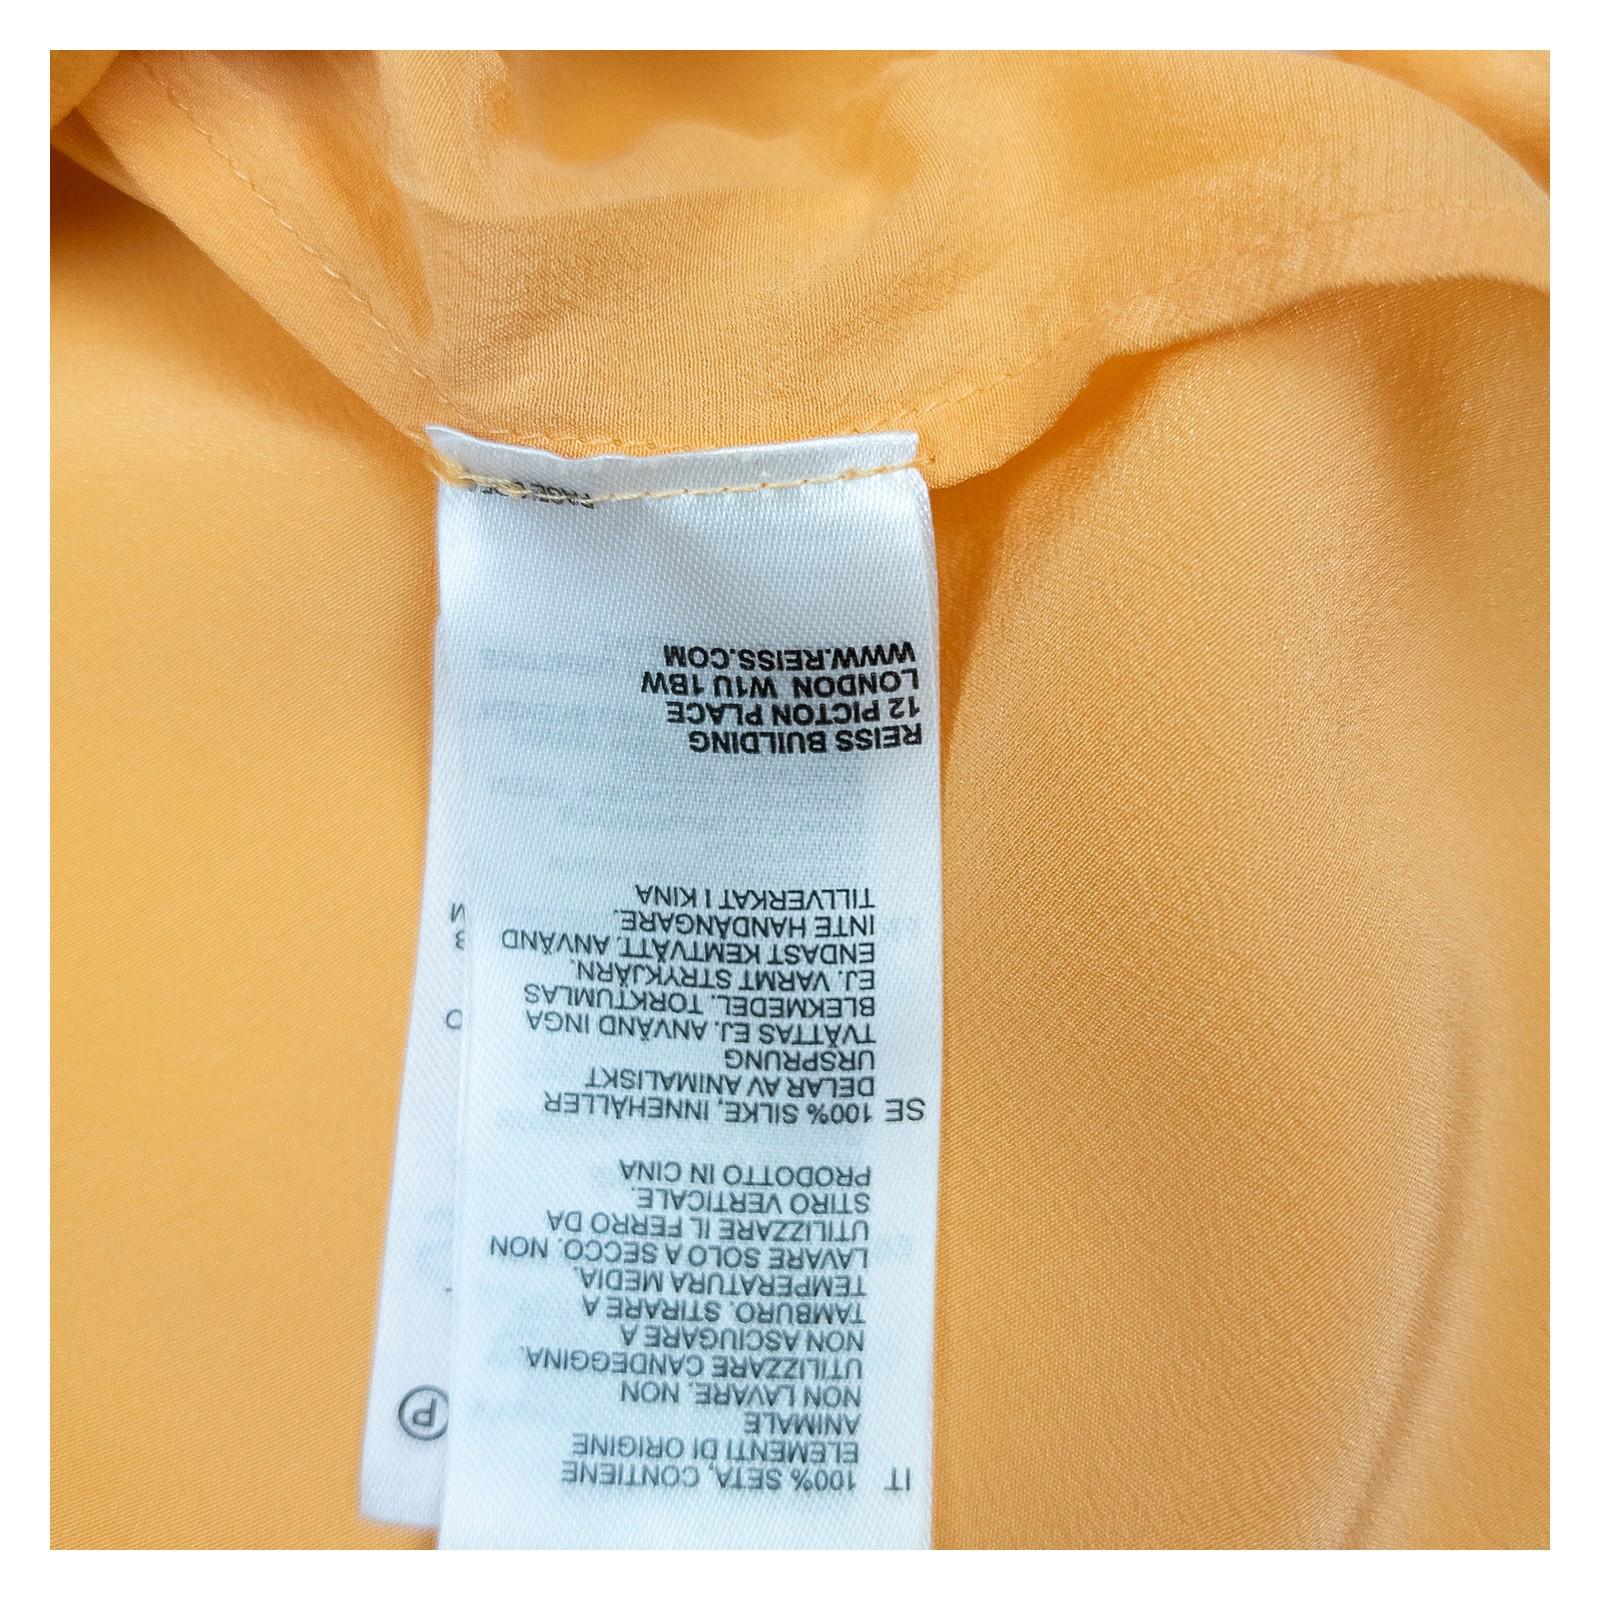 IT 100% SETA, CONTIENE
ELEMENTI DI ORIGINE
ANIMALE
NON LAVARE. NON
UTILIZZARE CANDEGGINA.
NON ASCIUGARE A
TAMBURO. STIRARE A
TEMPERATURA MEDIA.
LAVARE SOLO A SECCO. NON
UTILIZZARE IL FERRO DA
STIRO VERTICALE.
PRODOTTO IN CINA
SE 100% SILKE, INNEHÅLLER
DELAR AV ANIMALISKT
URSPRUNG
TVÄTTAS EJ. ANVÄND INGA
BLEKMEDEL. TORKTUMLAS
EJ. VARMT STRYKJÄRN.
ENDAST KEMTVÄTT. ANVÄND
INTE HANDÅNGARE.
TILLVERKAT I KINA
REISS BUILDING
12 PICTON PLACE
LONDON W1U 1BW
WWW.REISS.COM
PAGE
P